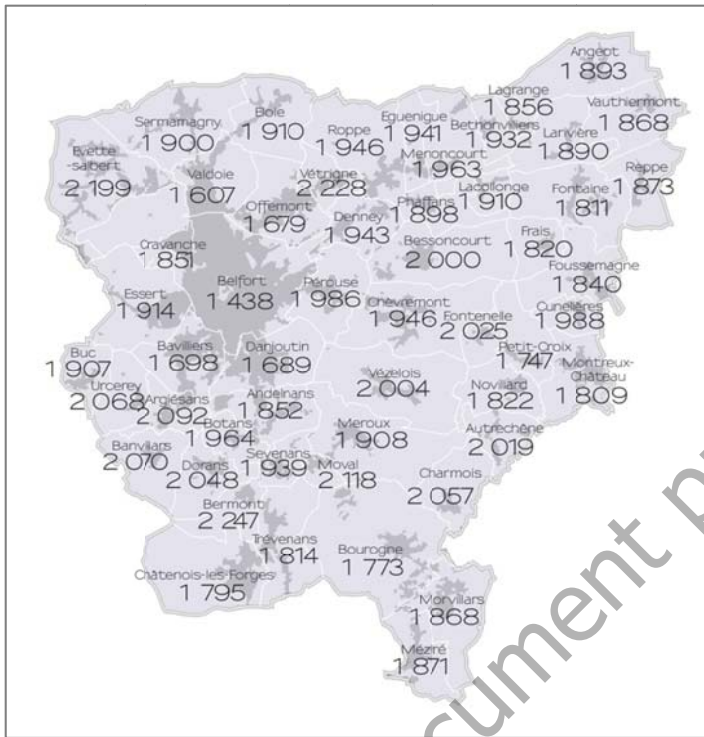 Angeot
1 893
Lagrange
1 856
Vauthiermont
1 868
Boie
1 910
Sermamagny
1 900
Roppe
1 946
Eguenigue
1 941
Bethonvilliers
1 932
Larivière
1 890
Evette
-salbert
2 199
Menoncourt
1 963
Reppe
1 873
Valdoie
1 607
Vétrigne
2 228
Lacollonge
1 910
Fontaine
1 811
Offemont
1 679
Phaffans
1 898
Denney
1 943
Bessoncourt
2 000
Frais
1 820
Cravanche
1 851
Foussemagne
1 840
Belfort
1 438
Pérouse
1 986
Essert
1 914
Chèvremont
1 946
Fontenelle
2 025
Cunelières
1 988
Petit-Croix
1 747
Buc
1 907
Bavilliers
1 698
Danjoutin
1 689
Vézelois
2 004
Montreux-
Château
1 809
Urcerey
2 068
Argiésans
2 092
Andelnans
1 852
Novillard
1 822
Botans
1 964
Meroux
1 908
Autrechêne
2 019
Banvillars
2 070
Dorans
2 048
Sevenans
1 939
Moval
2 118
Charmois
2 057
Bermont
2 247
Trévenans
1 814
Bourogne
1 773
Châtenois-les-Forges
1 795
Morvillars
1 868
Méziré
1 871
cument p